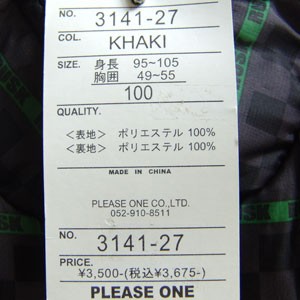 NO. 3141-27
COL. KHAKI
SIZE. 身長 95~105
胸囲 49~55
100
QUALITY.
<表地> ポリエステル 100%
<裏地> ポリエステル 100%
MADE IN CHINA
PLEASE ONE CO.,LTD.
052-910-8511
NO. 3141-27
PRICE.
¥3,500-(税込¥3,675-)
PLEASE ONE